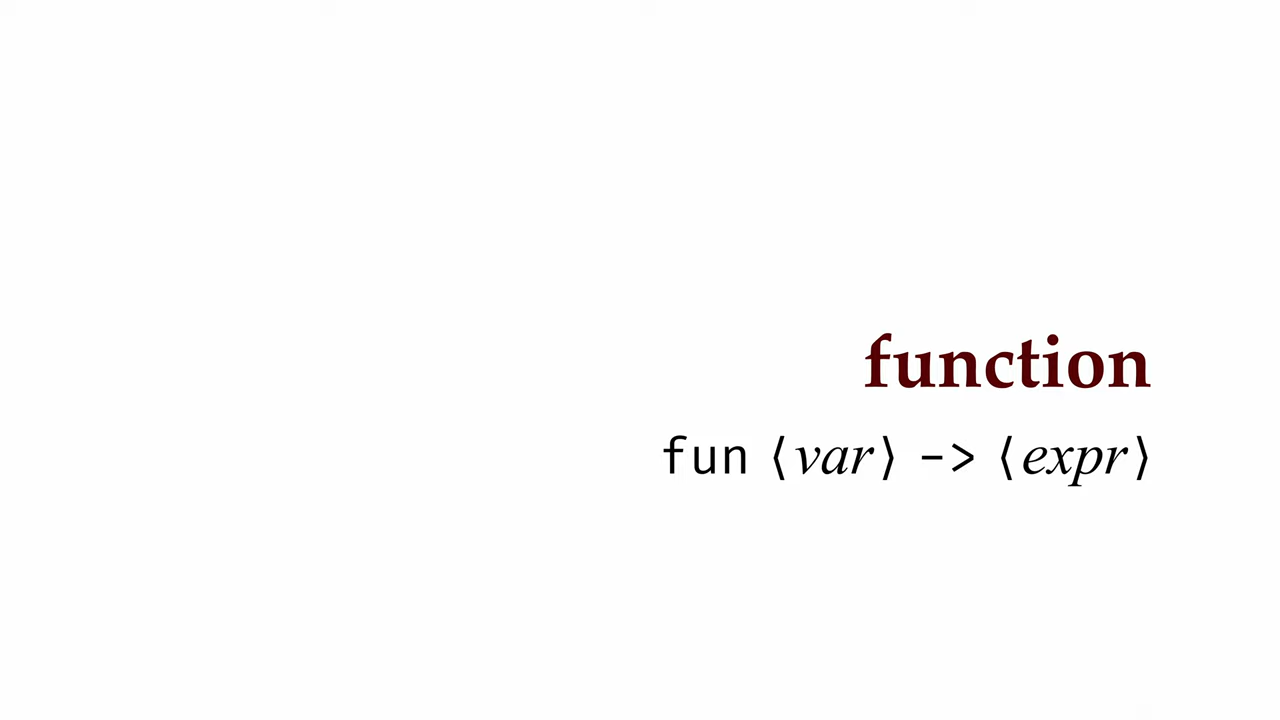 function
fun ⟨var⟩ -> ⟨expr⟩